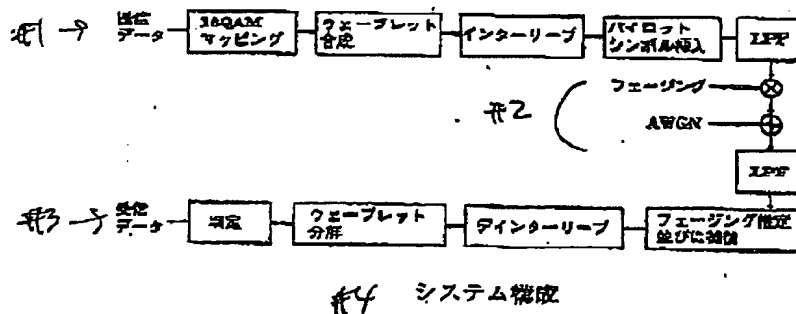 #1 → 送信
データ
16QAM
マッピング
ウェーブレット
合成
インターリーブ
パイロット
シンボル挿入
LPF
フェージング
#2
AWGN
LPF
#3 → 受信
データ
判定
ウェーブレット
分解
デインターリーブ
フェージング推定
並びに補償
#4 システム構成